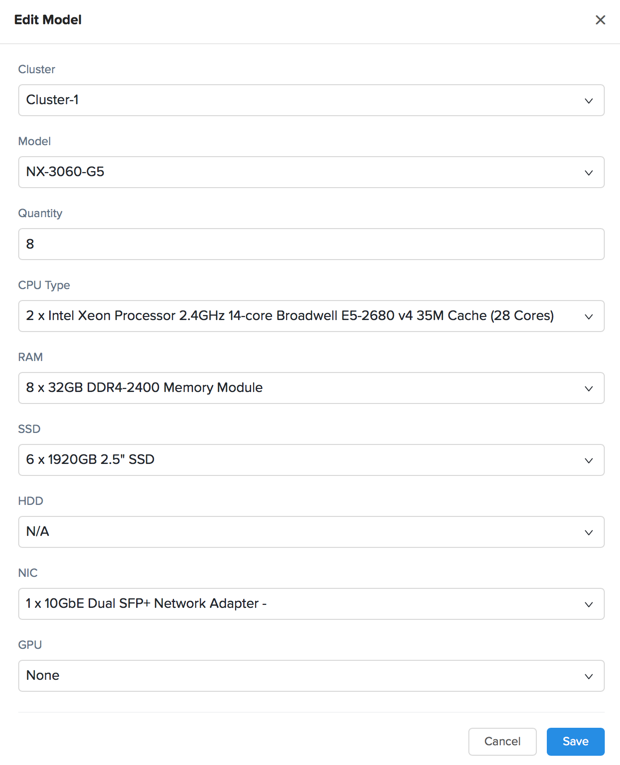 Edit Model
Cluster
Cluster-1
Model
NX-3060-G5
Quantity
8
CPU Type
2 x Intel Xeon Processor 2.4GHz 14-core Broadwell E5-2680 v4 35M Cache (28 Cores)
RAM
8 x 32GB DDR4-2400 Memory Module
SSD
6 x 1920GB 2.5" SSD
HDD
N/A
NIC
1 x 10GbE Dual SFP+ Network Adapter -
GPU
None
Cancel Save